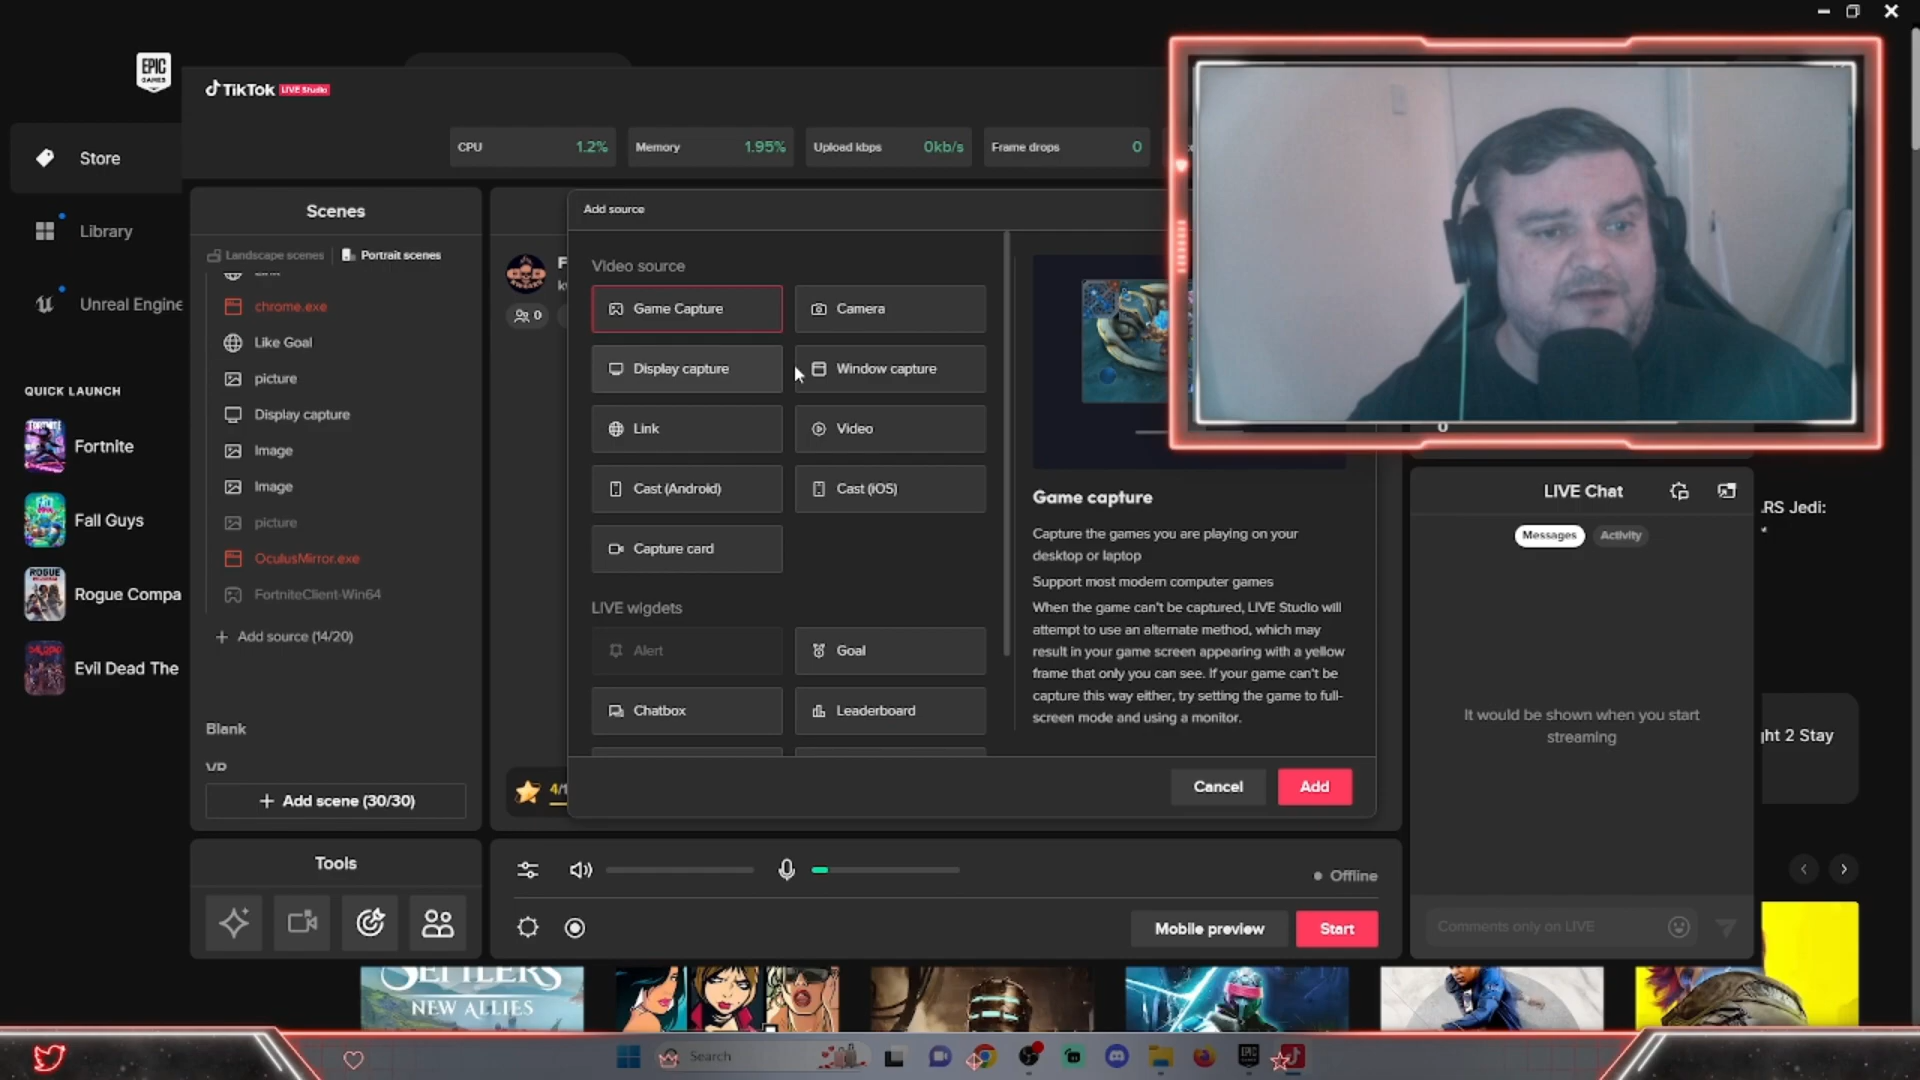 EPIC
GAMES
TikTok LIVE Studio
Store
Library
Unreal Engine
QUICK LAUNCH
Fortnite
Fall Guys
Rogue Compa
Evil Dead The
CPU 1.2%
Memory 1.95%
Upload kbps 0kb/s
Frame drops 0
Scenes
Landscape scenes
Portrait scenes
chrome.exe
Like Goal
picture
Display capture
Image
Image
picture
OculusMirror.exe
FortniteClient-Win64
+ Add source (14/20)
Blank
VR
+ Add scene (30/30)
Tools
0
4/1
Add source
Video source
Game Capture
Camera
Display capture
Window capture
Link
Video
Cast (Android)
Cast (iOS)
Capture card
LIVE wigdets
Alert
Goal
Chatbox
Leaderboard
Game capture
Capture the games you are playing on your
desktop or laptop
Support most modern computer games
When the game can't be captured, LIVE Studio will
attempt to use an alternate method, which may
result in your game screen appearing with a yellow
frame that only you can see. If your game can't be
capture this way either, try setting the game to full-
screen mode and using a monitor.
Cancel
Add
Offline
Mobile preview
Start
0
LIVE Chat
Messages
Activity
It would be shown when you start
streaming
Comments only on LIVE
RS Jedi:
ght 2 Stay
SETTLERS
NEW ALLIES
Search
EPIC